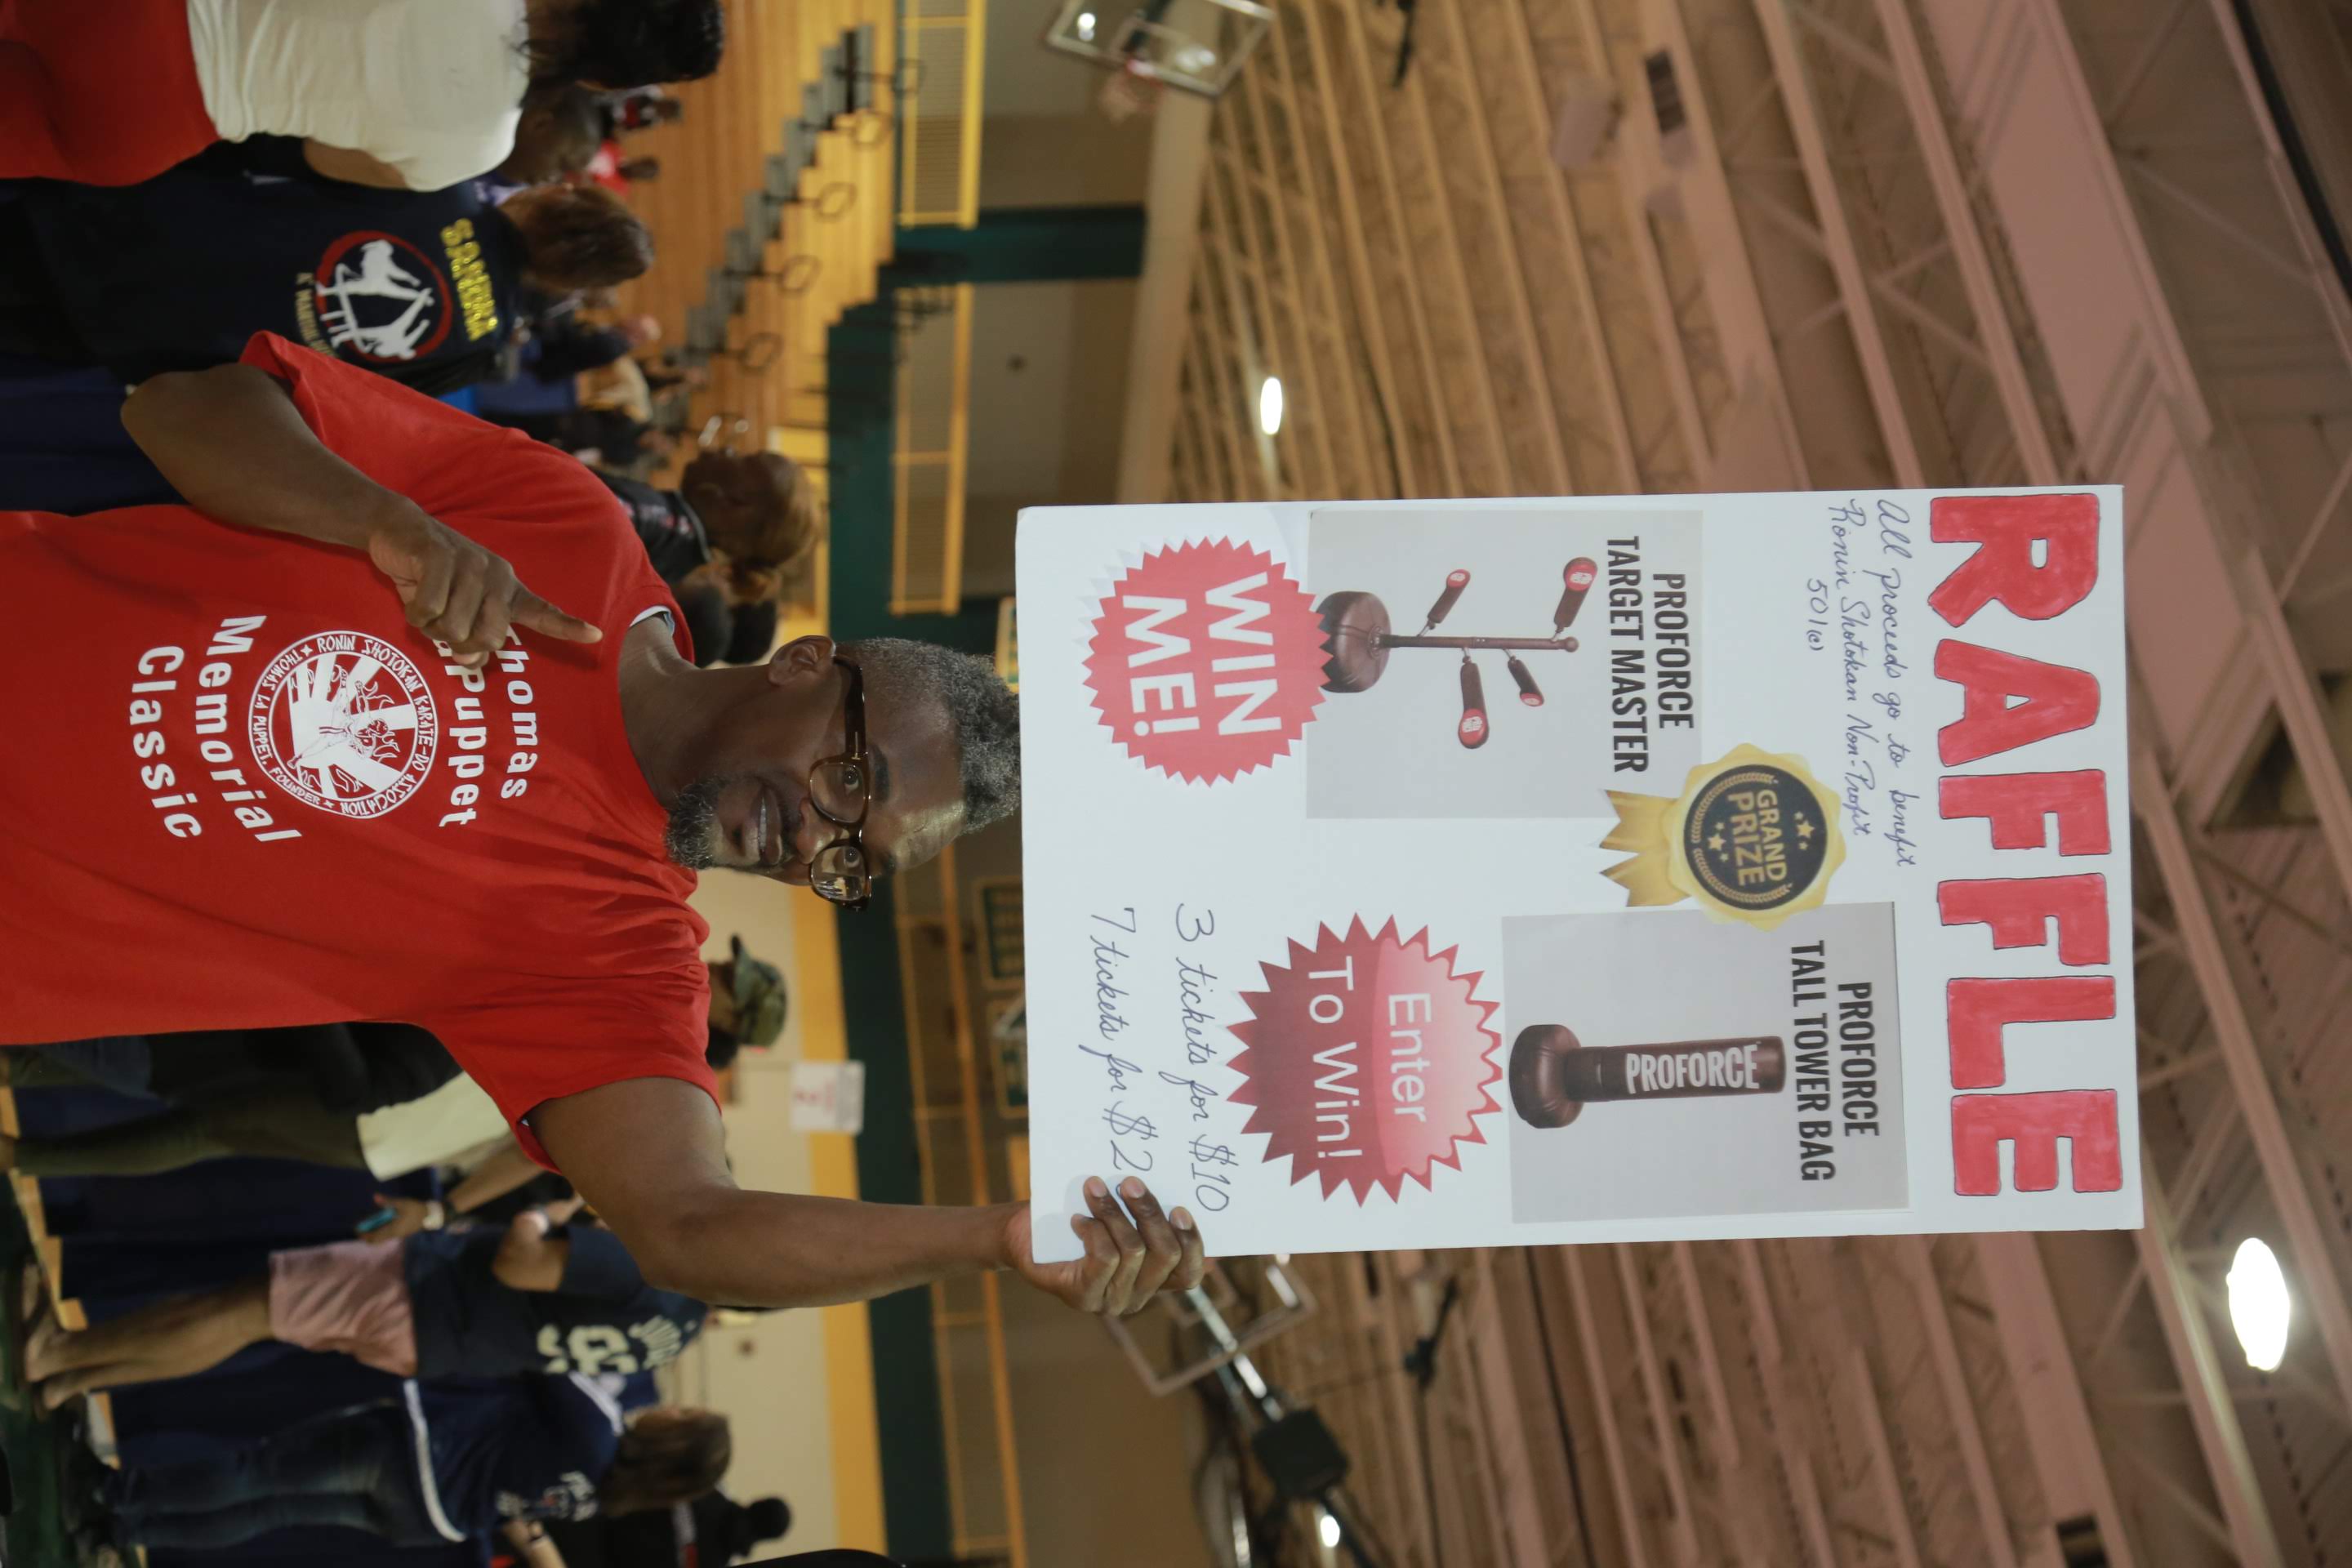 RAFFLE
All proceeds go to benefit
Ronin Shotokan Non-Profit
501(c)
PROFORCE
TARGET MASTER
GRAND
PRIZE
PROFORCE
TALL TOWER BAG
PROFORCE
WIN
ME!
Enter
To Win!
3 tickets for $10
7 tickets for $2
Thomas
LaPuppet
RONIN SHOTOKAN KARATE-DO ASSOCIATION
THOMAS LA PUPPET, FOUNDER
Memorial
Classic